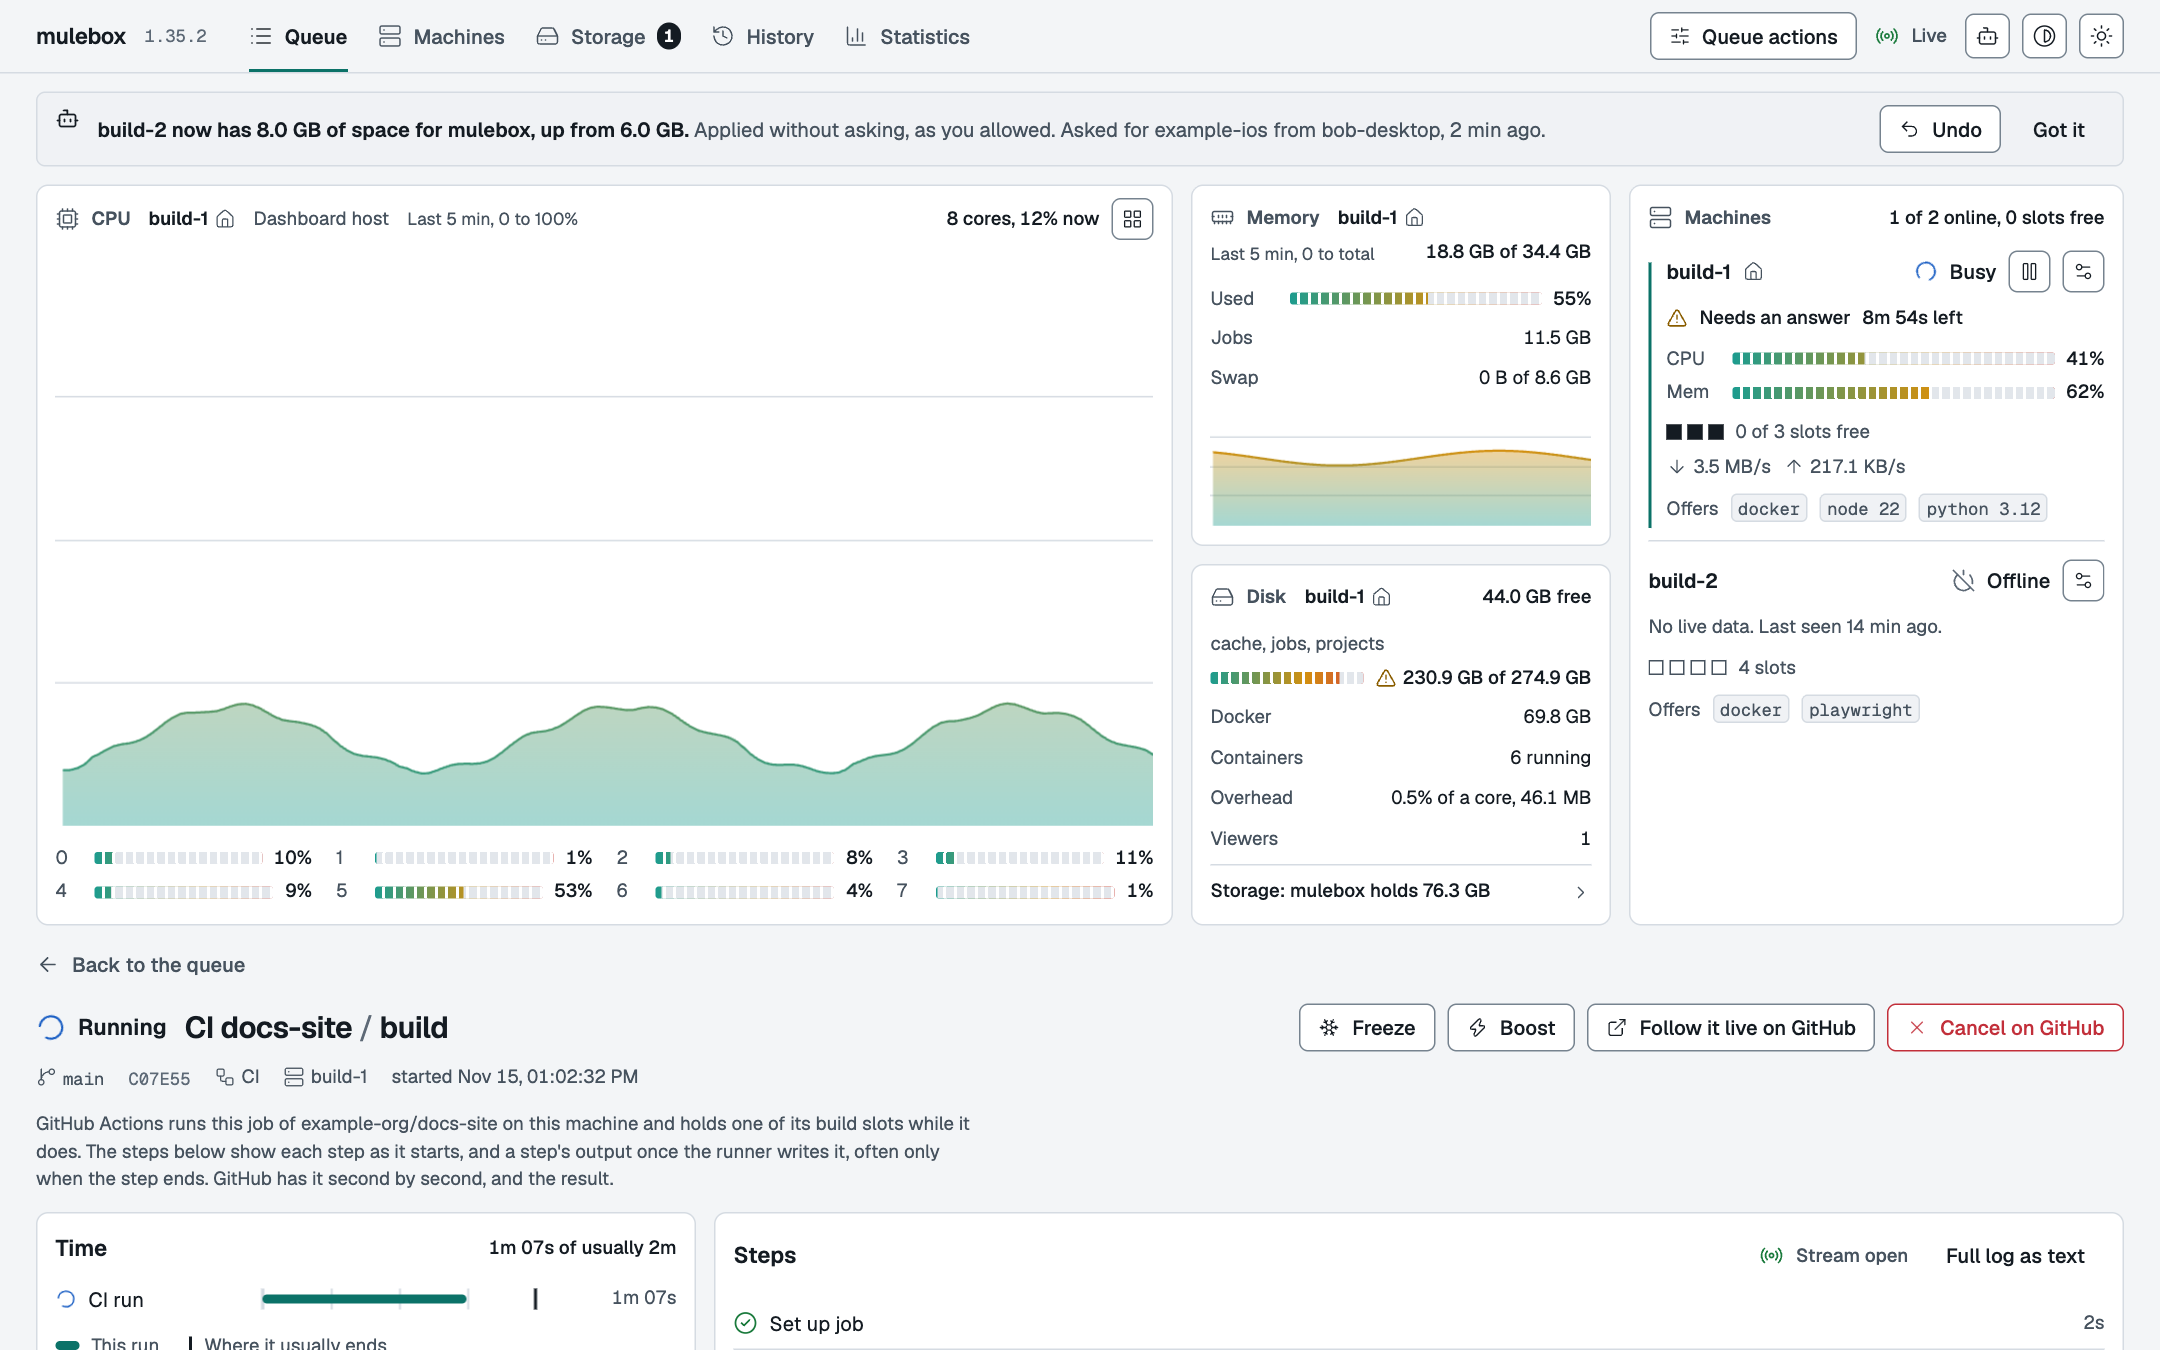 mulebox 1.35.2 Queue Machines Storage 1 History Statistics Queue actions Live
build-2 now has 8.0 GB of space for mulebox, up from 6.0 GB. Applied without asking, as you allowed. Asked for example-ios from bob-desktop, 2 min ago. Undo Got it
CPU build-1 Dashboard host Last 5 min, 0 to 100% 8 cores, 12% now
0 10% 1 1% 2 8% 3 11%
4 9% 5 53% 6 4% 7 1%
Memory build-1
Last 5 min, 0 to total 18.8 GB of 34.4 GB
Used 55%
Jobs 11.5 GB
Swap 0 B of 8.6 GB
Disk build-1 44.0 GB free
cache, jobs, projects
230.9 GB of 274.9 GB
Docker 69.8 GB
Containers 6 running
Overhead 0.5% of a core, 46.1 MB
Viewers 1
Storage: mulebox holds 76.3 GB
Machines 1 of 2 online, 0 slots free
build-1 Busy
Needs an answer 8m 54s left
CPU 41%
Mem 62%
0 of 3 slots free
3.5 MB/s 217.1 KB/s
Offers docker node 22 python 3.12
build-2 Offline
No live data. Last seen 14 min ago.
4 slots
Offers docker playwright
Back to the queue
Running CI docs-site / build Freeze Boost Follow it live on GitHub Cancel on GitHub
main C07E55 CI build-1 started Nov 15, 01:02:32 PM
GitHub Actions runs this job of example-org/docs-site on this machine and holds one of its build slots while it
does. The steps below show each step as it starts, and a step's output once the runner writes it, often only
when the step ends. GitHub has it second by second, and the result.
Time 1m 07s of usually 2m
CI run 1m 07s
This run Where it usually ends
Steps Stream open Full log as text
Set up job 2s